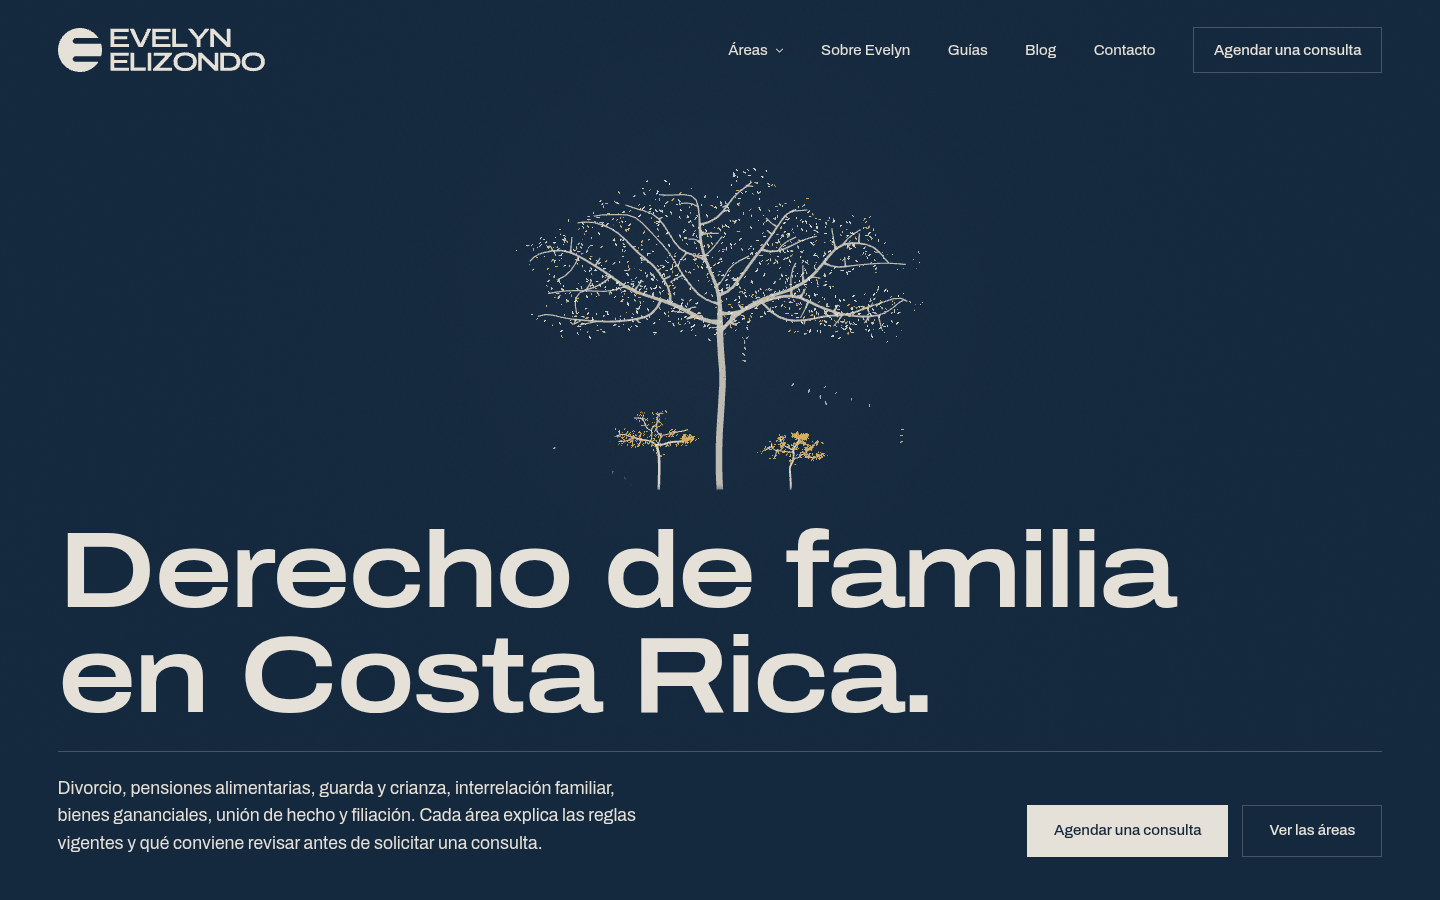 EVELYN
ELIZONDO
Áreas
Sobre Evelyn
Guías
Blog
Contacto
Agendar una consulta
Derecho de familia
en Costa Rica.
Divorcio, pensiones alimentarias, guarda y crianza, interrelación familiar,
bienes gananciales, unión de hecho y filiación. Cada área explica las reglas
vigentes y qué conviene revisar antes de solicitar una consulta.
Agendar una consulta
Ver las áreas